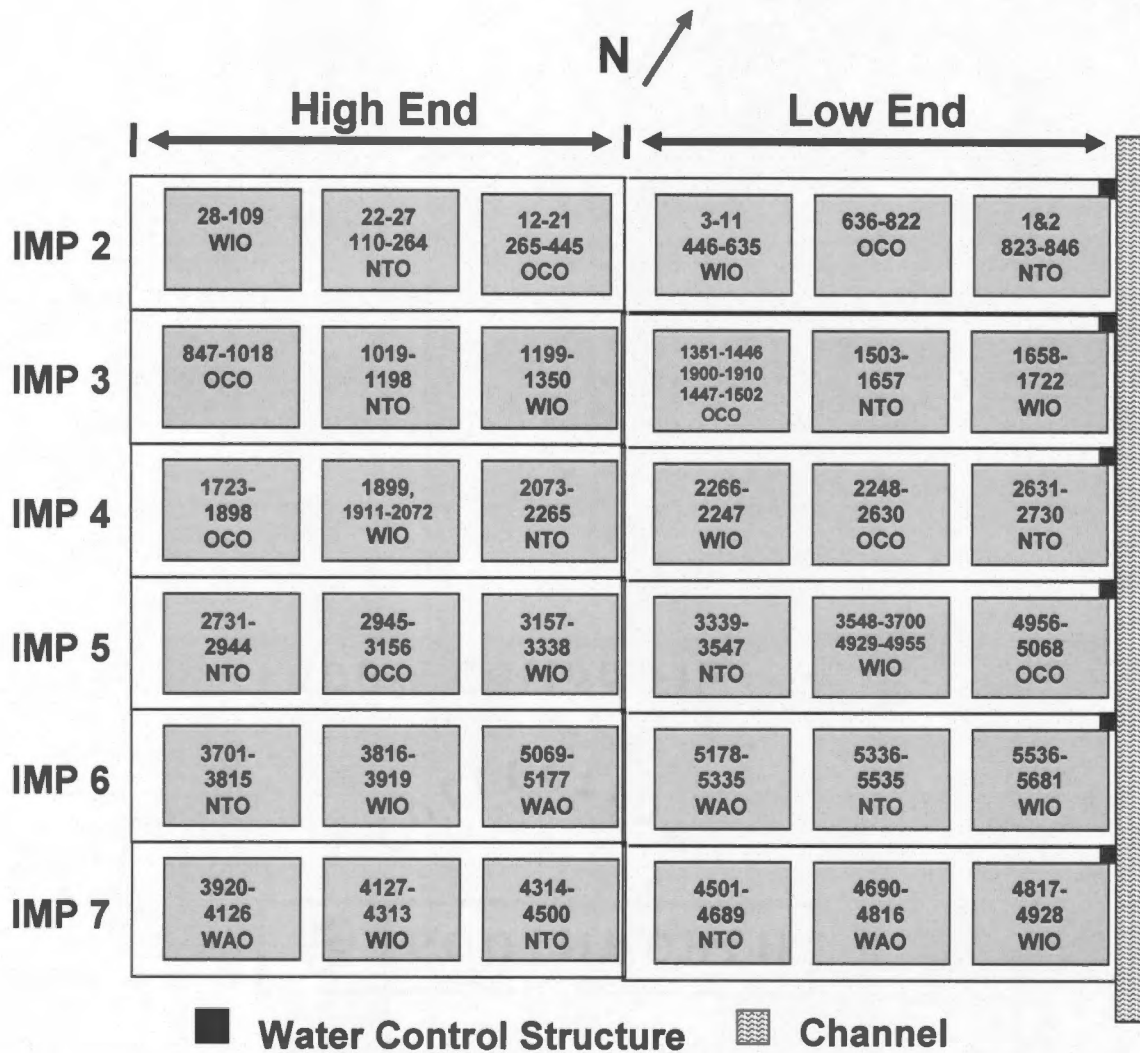 N
High End
Low End
IMP 2
28-109
WIO
22-27
110-264
NTO
12-21
265-445
OCO
3-11
446-635
WIO
636-822
OCO
1&2
823-846
NTO
IMP 3
847-1018
OCO
1019-
1198
NTO
1199-
1350
WIO
1351-1446
1900-1910
1447-1502
OCO
1503-
1657
NTO
1658-
1722
WIO
IMP 4
1723-
1898
OCO
1899,
1911-2072
WIO
2073-
2265
NTO
2266-
2247
WIO
2248-
2630
OCO
2631-
2730
NTO
IMP 5
2731-
2944
NTO
2945-
3156
OCO
3157-
3338
WIO
3339-
3547
NTO
3548-3700
4929-4955
WIO
4956-
5068
OCO
IMP 6
3701-
3815
NTO
3816-
3919
WIO
5069-
5177
WAO
5178-
5335
WAO
5336-
5535
NTO
5536-
5681
WIO
IMP 7
3920-
4126
WAO
4127-
4313
WIO
4314-
4500
NTO
4501-
4689
NTO
4690-
4816
WAO
4817-
4928
WIO
Water Control Structure
Channel